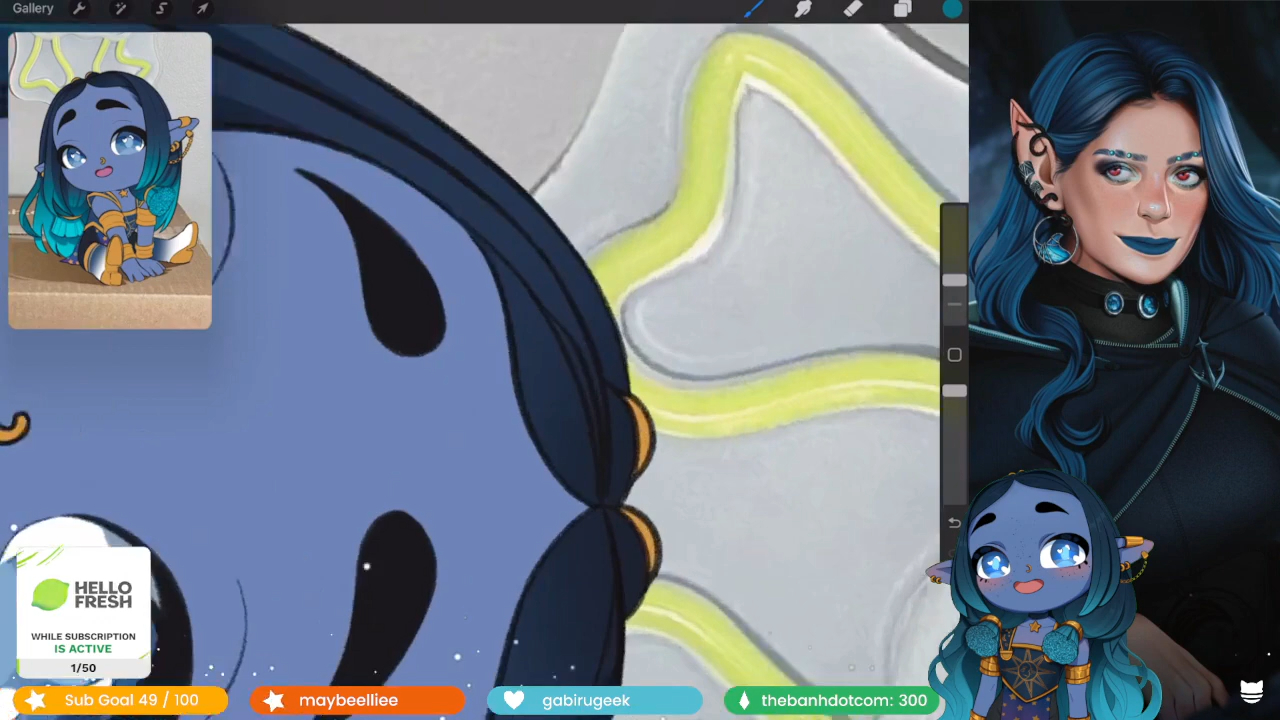 Gallery
HELLO
FRESH
WHILE SUBSCRIPTION
IS ACTIVE
1/50
Sub Goal 49 / 100
maybeelliee
gabirugeek
thebanhdotcom: 300